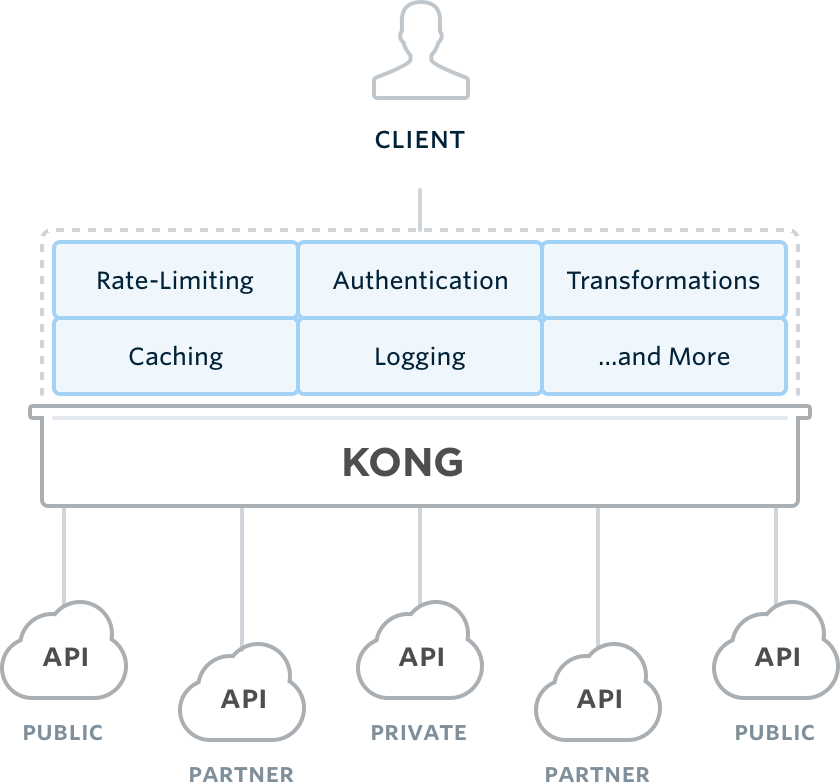 CLIENT
Rate-Limiting
Authentication
Transformations
Caching
Logging
...and More
KONG
API
PUBLIC
API
PARTNER
API
PRIVATE
API
PARTNER
API
PUBLIC